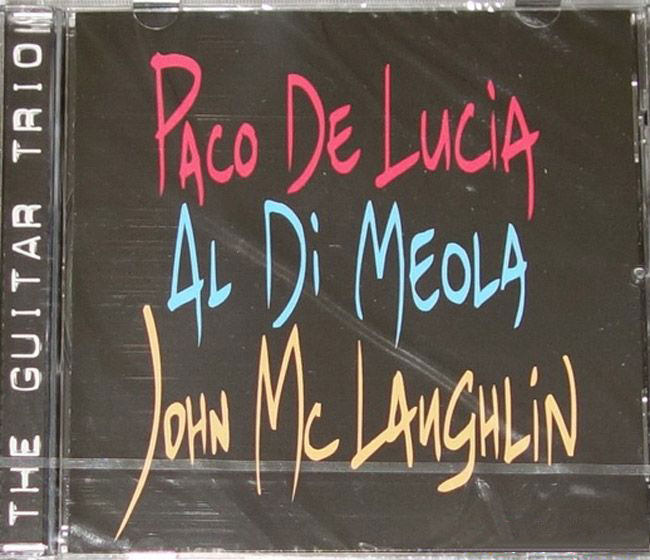 THE GUITAR TRIO
PACO DE LUCiA
AL Di MEOLA
JOHN MC LAUGHLiN